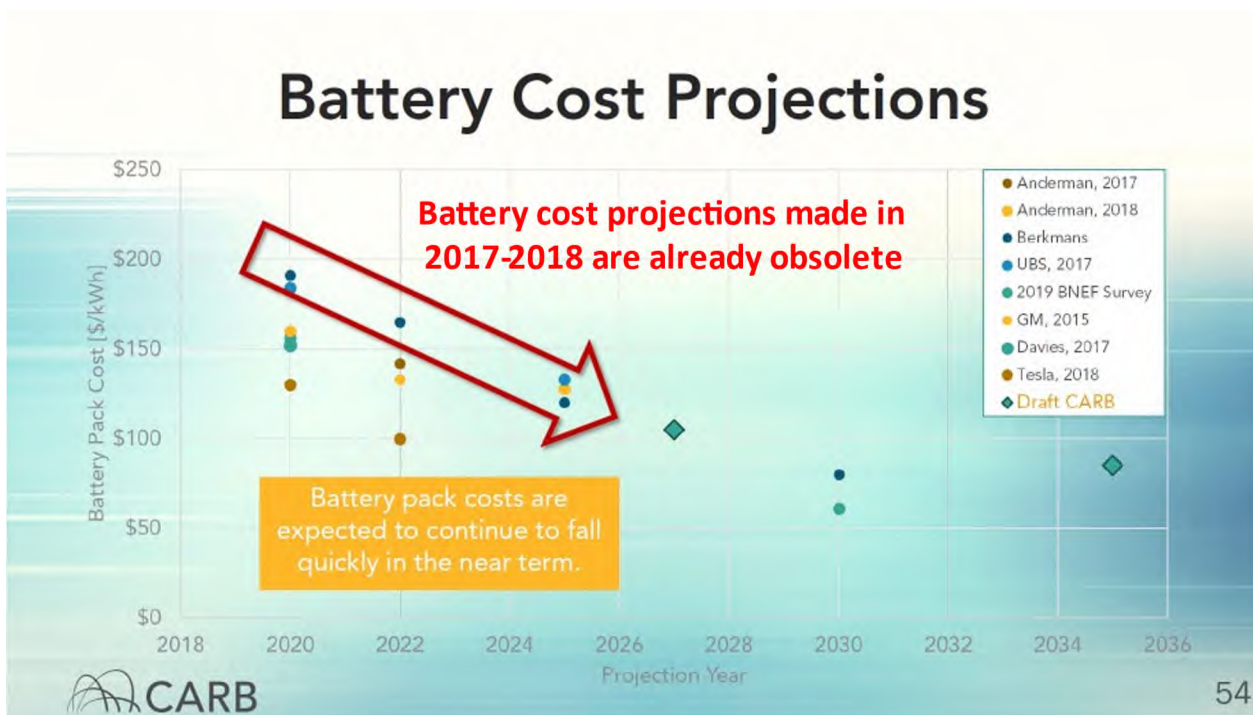 Battery Cost Projections
$250
$200
$150
$100
$50
$0
Battery Pack Cost [$/kWh]
Battery cost projections made in
2017-2018 are already obsolete
Anderman, 2017
Anderman, 2018
Berkmans
UBS, 2017
2019 BNEF Survey
GM, 2015
Davies, 2017
Tesla, 2018
Draft CARB
Battery pack costs are
expected to continue to fall
quickly in the near term.
2018 2020 2022 2024 2026 2028 2030 2032 2034 2036
Projection Year
CARB
54